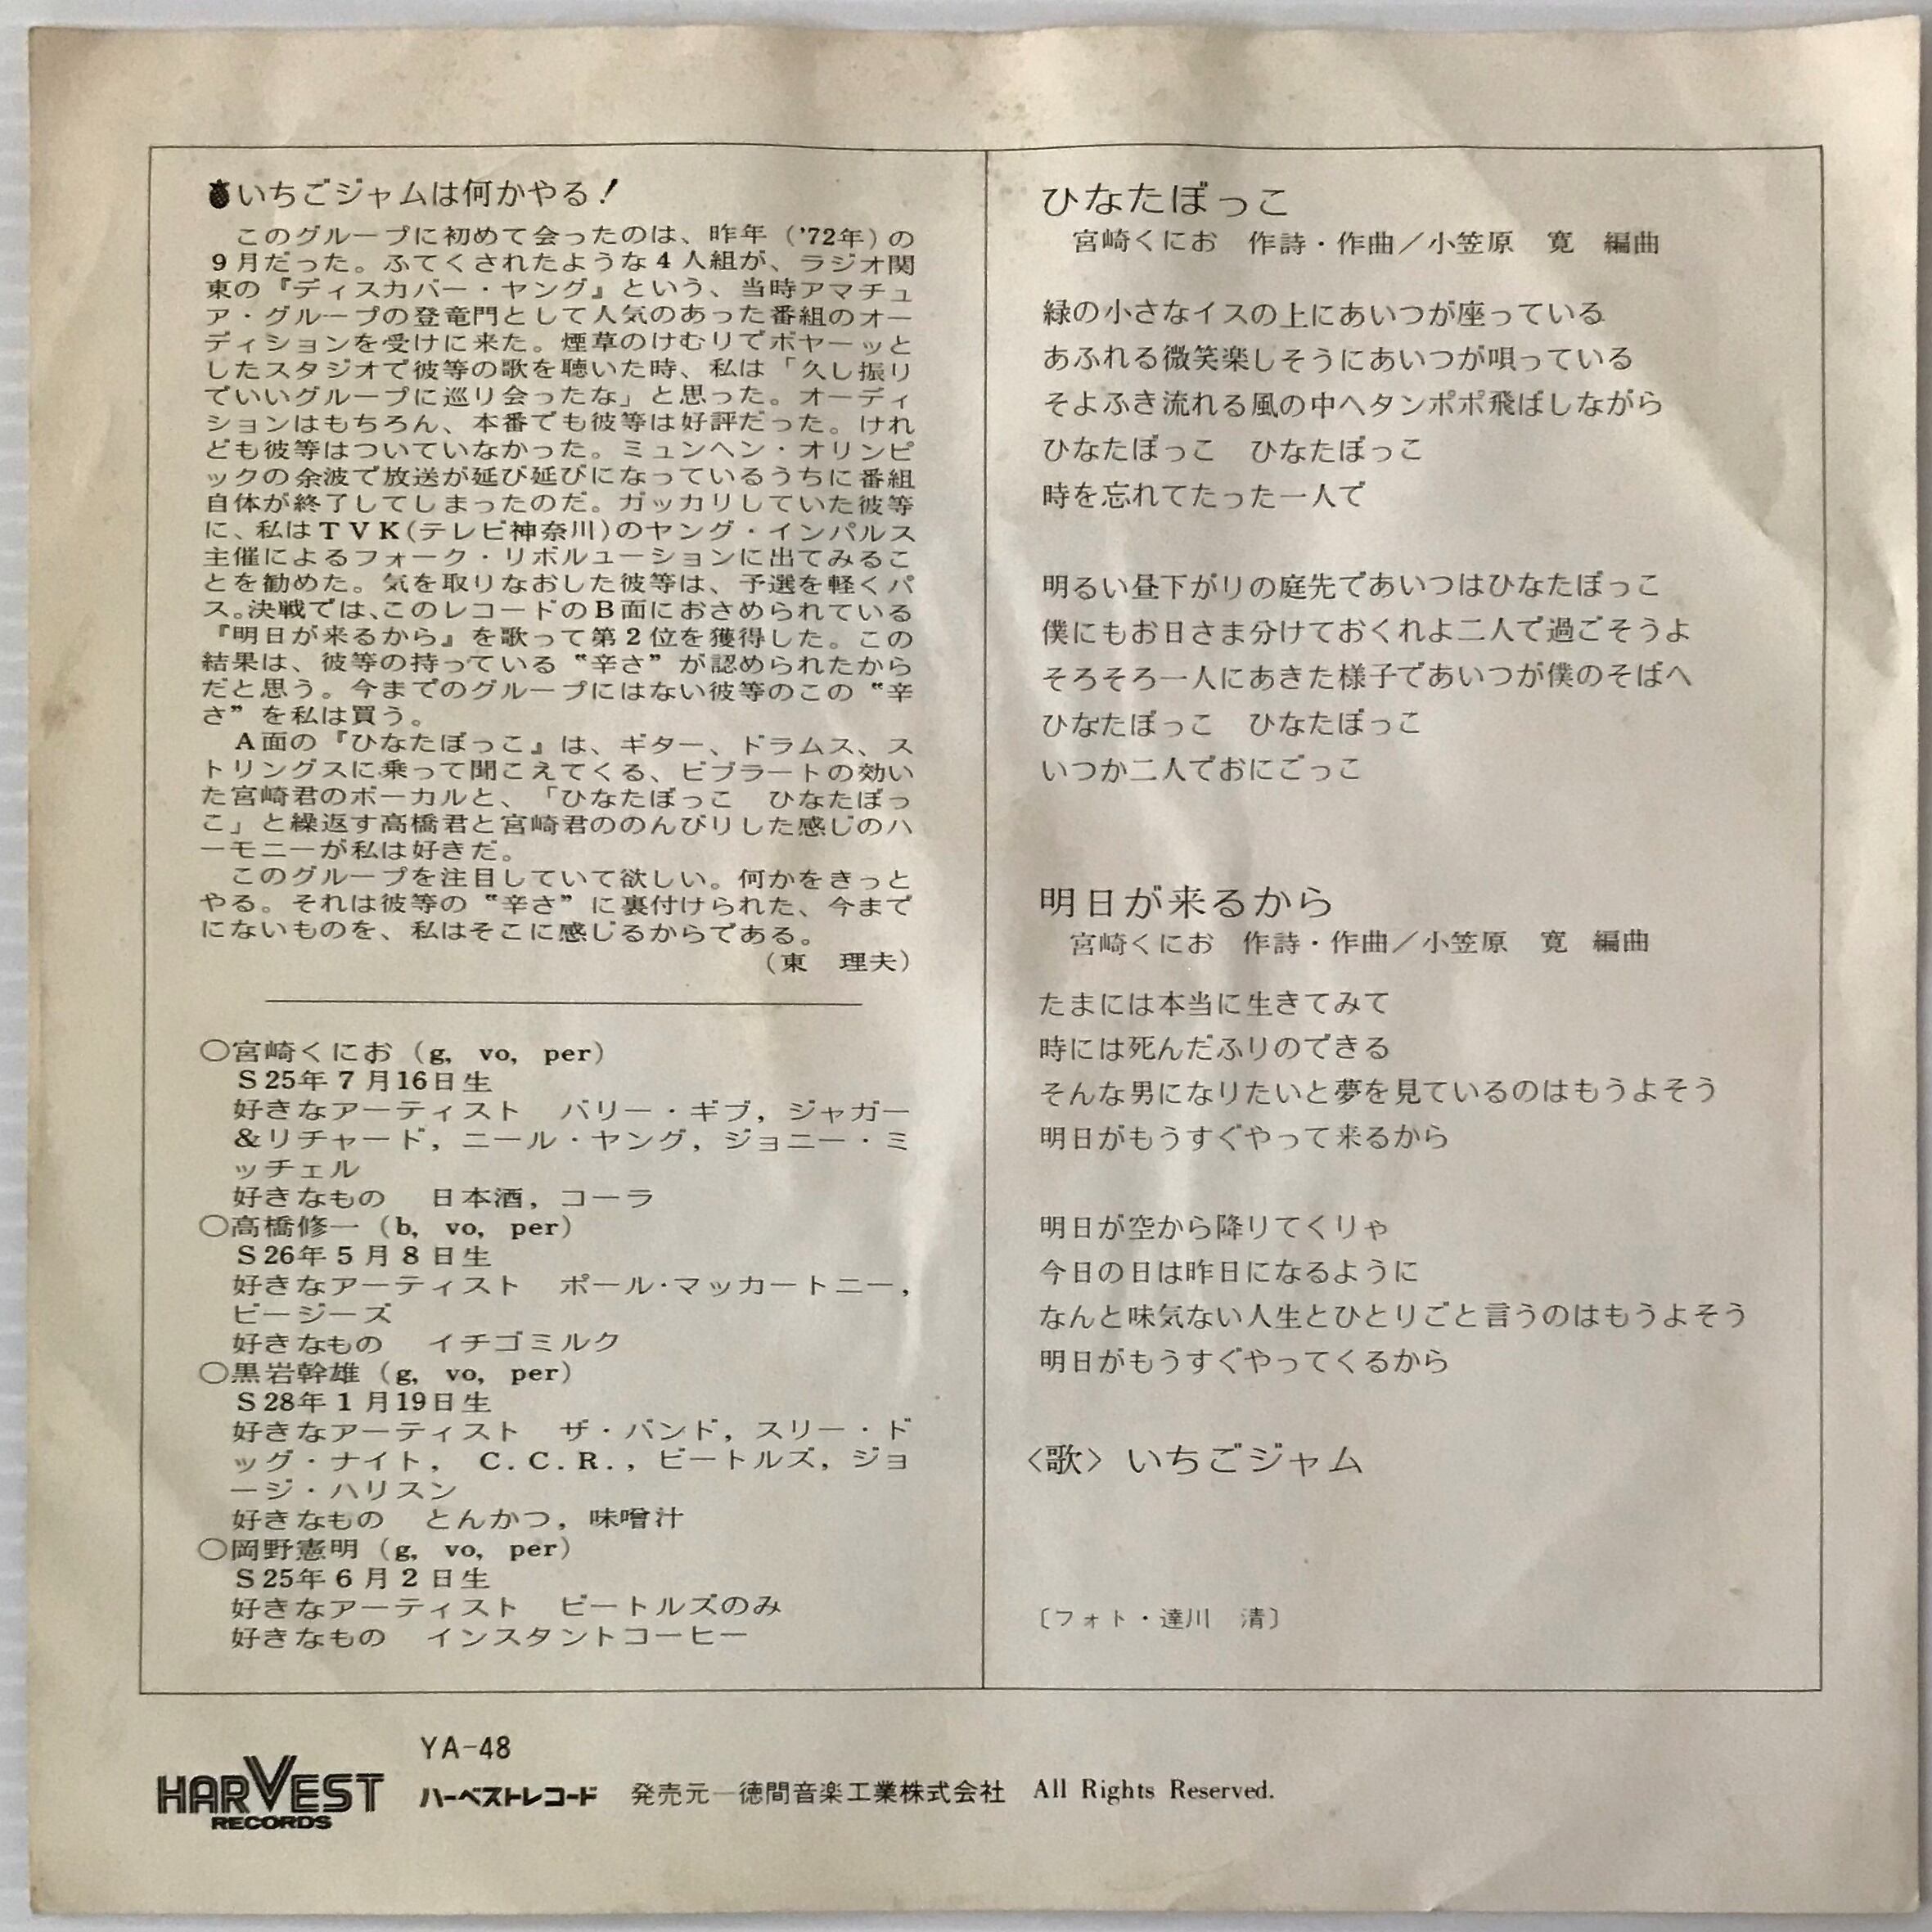 いちごジャムは何かやる!
このグループに初めて会ったのは、昨年('72年)の
9月だった。ふてくされたような4人組が、ラジオ関
東の『ディスカバー・ヤング』という、当時アマチュ
ア・グループの登竜門として人気のあった番組のオー
ディションを受けに来た。煙草のけむりでボヤーッと
したスタジオで彼等の歌を聴いた時、私は「久し振り
でいいグループに巡り会ったな」と思った。オーディ
ションはもちろん、本番でも彼等は好評だった。けれ
ども彼等はついていなかった。ミュンヘン・オリンピ
ックの余波で放送が延び延びになっているうちに番組
自体が終了してしまったのだ。ガッカリしていた彼等
に、私はTVK(テレビ神奈川)のヤング・インパルス
主催によるフォーク・リボルューションに出てみるこ
とを勧めた。気を取りなおした彼等は、予選を軽くパ
ス。決戦では、このレコードのB面におさめられている
『明日が来るから』を歌って第2位を獲得した。この
結果は、彼等の持っている〝辛さ”が認められたから
だと思う。今までのグループにはない彼等のこの〝辛
さ”を私は買う。
A面の『ひなたぼっこ』は、ギター、ドラムス、ス
トリングスに乗って聞こえてくる、ビブラートの効い
た宮崎君のボーカルと、「ひなたぼっこ　ひなたぼっ
こ」と繰返す高橋君と宮崎君ののんびりした感じのハ
ーモニーが私は好きだ。
このグループを注目していて欲しい。何かをきっと
やる。それは彼等の〝辛さ”に裏付けられた、今まで
にないものを、私はそこに感じるからである。
(東　理夫)
○宮崎くにお (g, vo, per)
S25年7月16日生
好きなアーティスト　バリー・ギブ, ジャガー
&リチャード, ニール・ヤング, ジョニー・ミ
ッチェル
好きなもの　日本酒, コーラ
○高橋修一 (b, vo, per)
S26年5月8日生
好きなアーティスト　ポール・マッカートニー,
ビージーズ
好きなもの　イチゴミルク
○黒岩幹雄 (g, vo, per)
S28年1月19日生
好きなアーティスト　ザ・バンド, スリー・ド
ッグ・ナイト, C.C.R., ビートルズ, ジョ
ージ・ハリスン
好きなもの　とんかつ, 味噌汁
○岡野憲明 (g, vo, per)
S25年6月2日生
好きなアーティスト　ビートルズのみ
好きなもの　インスタントコーヒー
ひなたぼっこ
宮崎くにお　作詩・作曲/小笠原　寛　編曲
緑の小さなイスの上にあいつが座っている
あふれる微笑楽しそうにあいつが唄っている
そよふき流れる風の中へタンポポ飛ばしながら
ひなたぼっこ　ひなたぼっこ
時を忘れてたった一人で
明るい昼下がりの庭先であいつはひなたぼっこ
僕にもお日さま分けておくれよ二人で過ごそうよ
そろそろ一人にあきた様子であいつが僕のそばへ
ひなたぼっこ　ひなたぼっこ
いつか二人でおにごっこ
明日が来るから
宮崎くにお　作詩・作曲/小笠原　寛　編曲
たまには本当に生きてみて
時には死んだふりのできる
そんな男になりたいと夢を見ているのはもうよそう
明日がもうすぐやって来るから
明日が空から降りてくりゃ
今日の日は昨日になるように
なんと味気ない人生とひとりごと言うのはもうよそう
明日がもうすぐやってくるから
〈歌〉いちごジャム
〔フォト・達川　清〕
HARVEST
RECORDS
YA-48
ハーベストレコード　発売元―徳間音楽工業株式会社　All Rights Reserved.